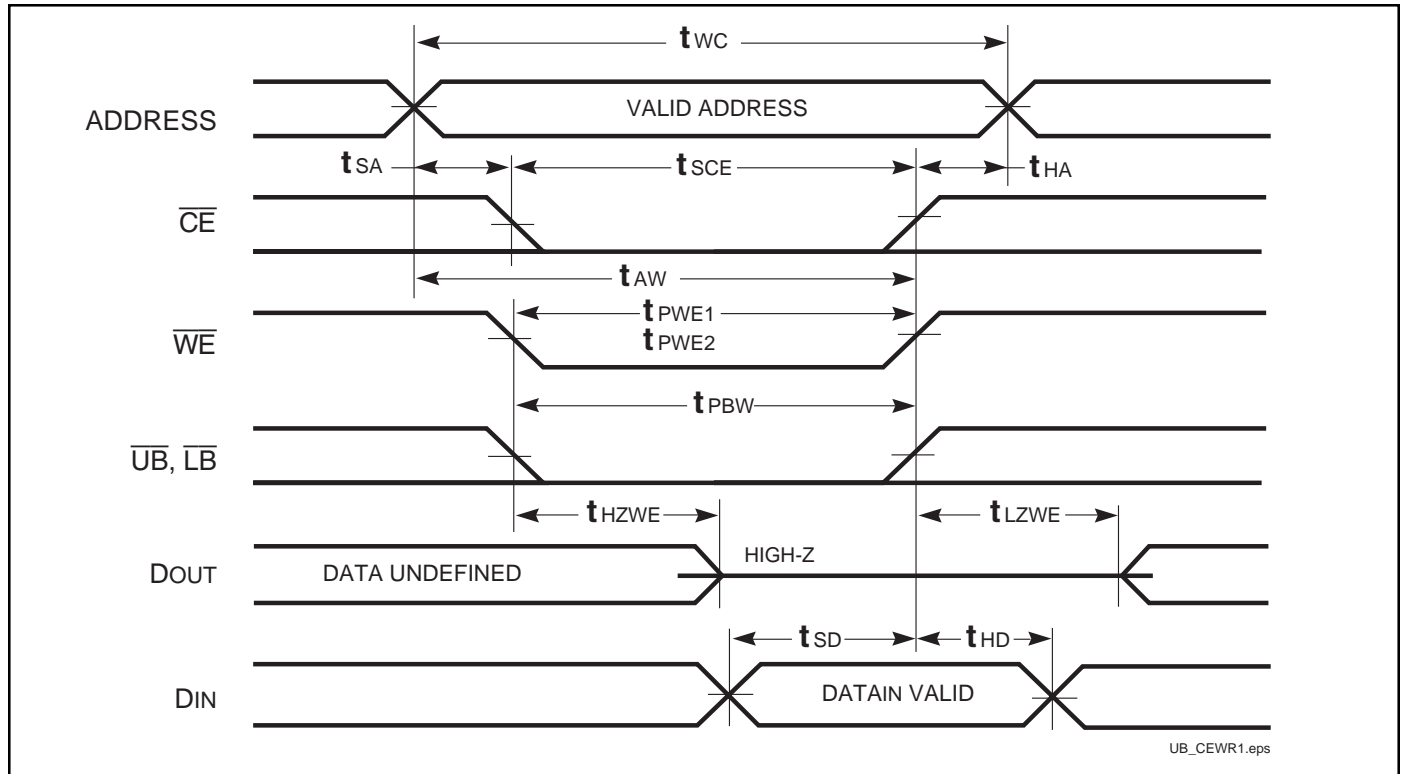 tWC
ADDRESS VALID ADDRESS
tSA tSCE tHA
CE
tAW
tPWE1
WE tPWE2
tPBW
UB, LB
tHZWE tLZWE
DOUT DATA UNDEFINED HIGH-Z
tSD tHD
DIN DATAIN VALID
UB_CEWR1.eps